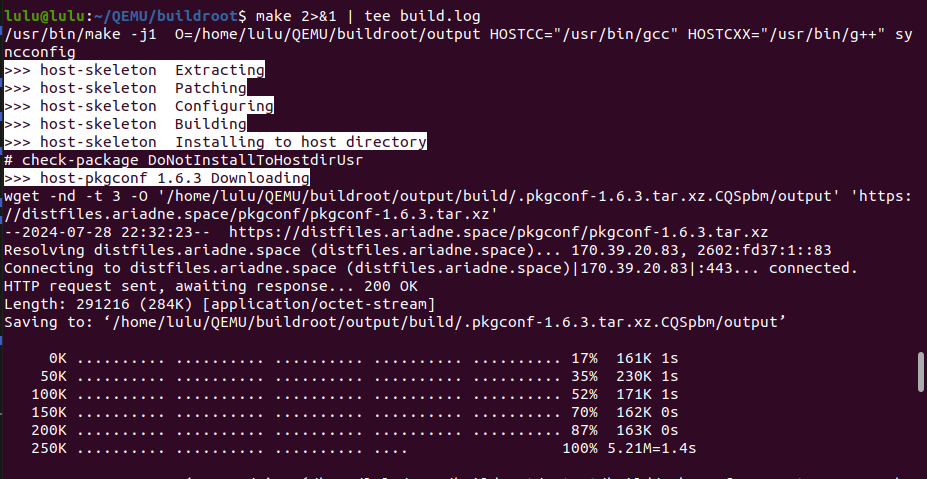 lulu@lulu:~/QEMU/buildroot$ make 2>&1 | tee build.log
/usr/bin/make -j1  O=/home/lulu/QEMU/buildroot/output HOSTCC="/usr/bin/gcc" HOSTCXX="/usr/bin/g++" sy
ncconfig
>>> host-skeleton  Extracting
>>> host-skeleton  Patching
>>> host-skeleton  Configuring
>>> host-skeleton  Building
>>> host-skeleton  Installing to host directory
# check-package DoNotInstallToHostdirUsr
>>> host-pkgconf 1.6.3 Downloading
wget -nd -t 3 -O '/home/lulu/QEMU/buildroot/output/build/.pkgconf-1.6.3.tar.xz.CQSpbm/output' 'https:
//distfiles.ariadne.space/pkgconf/pkgconf-1.6.3.tar.xz'
--2024-07-28 22:32:23--  https://distfiles.ariadne.space/pkgconf/pkgconf-1.6.3.tar.xz
Resolving distfiles.ariadne.space (distfiles.ariadne.space)... 170.39.20.83, 2602:fd37:1::83
Connecting to distfiles.ariadne.space (distfiles.ariadne.space)|170.39.20.83|:443... connected.
HTTP request sent, awaiting response... 200 OK
Length: 291216 (284K) [application/octet-stream]
Saving to: ‘/home/lulu/QEMU/buildroot/output/build/.pkgconf-1.6.3.tar.xz.CQSpbm/output’
     0K .......... .......... .......... .......... .......... 17%  161K 1s
    50K .......... .......... .......... .......... .......... 35%  230K 1s
   100K .......... .......... .......... .......... .......... 52%  171K 1s
   150K .......... .......... .......... .......... .......... 70%  162K 0s
   200K .......... .......... .......... .......... .......... 87%  163K 0s
   250K .......... .......... .......... ....                 100% 5.21M=1.4s